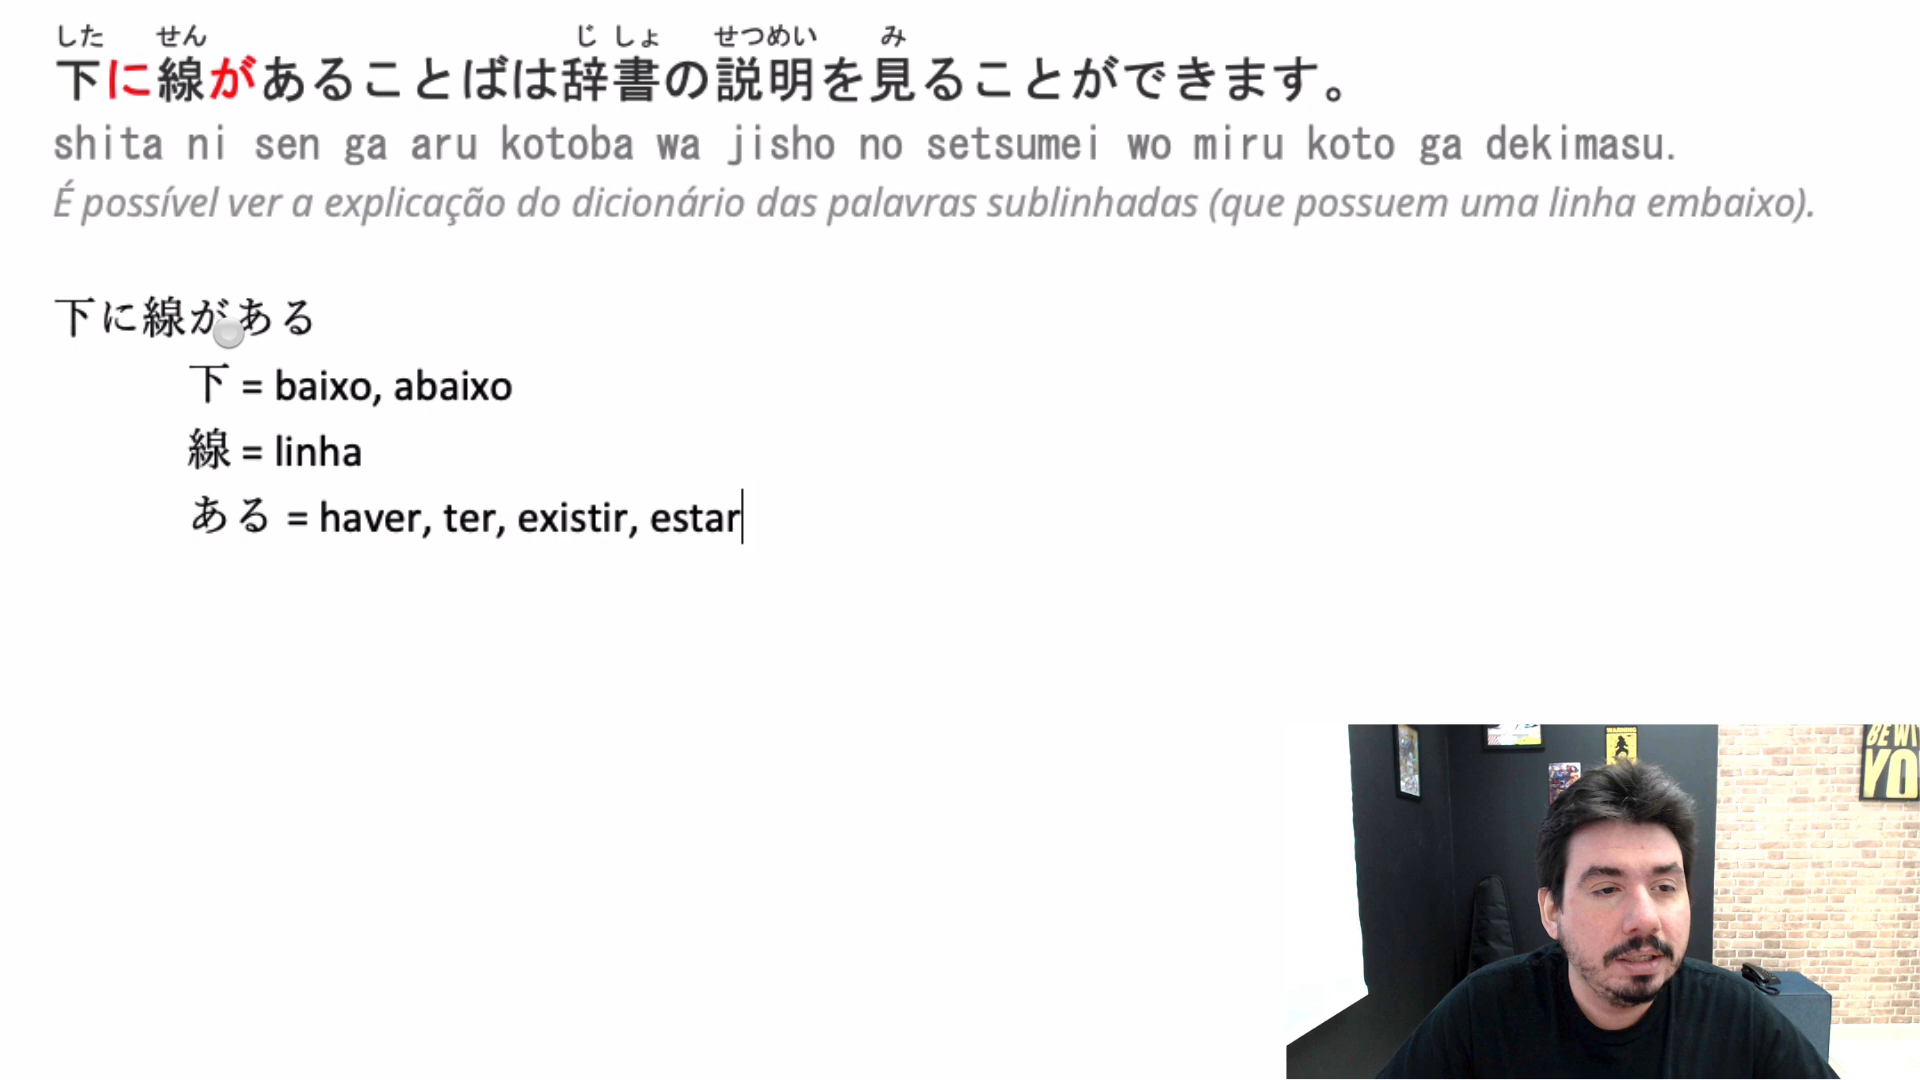 した せん じ しょ せつめい み
下に線があることばは辞書の説明を見ることができます。
shita ni sen ga aru kotoba wa jisho no setsumei wo miru koto ga dekimasu.
É possível ver a explicação do dicionário das palavras sublinhadas (que possuem uma linha embaixo).
下に線がある
下 = baixo, abaixo
線 = linha
ある = haver, ter, existir, estar
WARNING
BE WI
YO